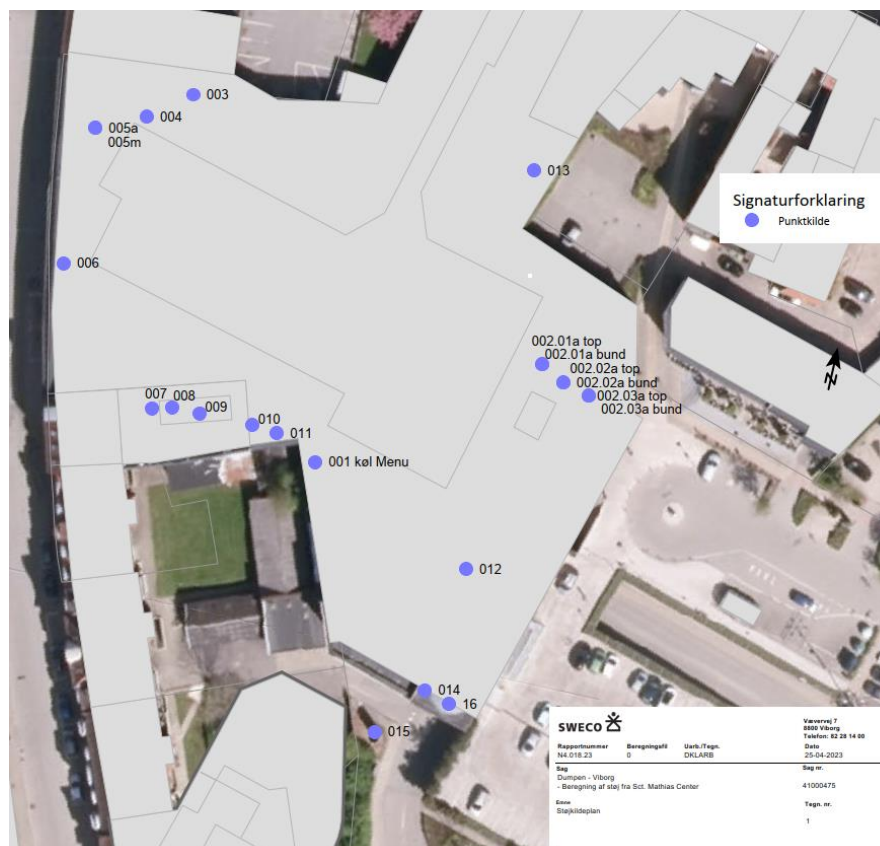 003
004
005a
005m
013
Signaturforklaring
Punktkilde
006
002.01a top
002.01a bund
002.02a top
002.02a bund
002.03a top
002.03a bund
N
007
008
009
010
011
001 køl Menu
012
014
16
015
SWECO
Vævervej 7
8800 Viborg
Telefon: 82 28 14 00
Rapportnummer Beregningsfil Uarb./Tegn. Dato
N4.018.23 0 DKLARB 25-04-2023
Sag Sag nr.
Dumpen - Viborg
- Beregning af støj fra Sct. Mathias Center 41000475
Emne Tegn. nr.
Støjkildeplan
1